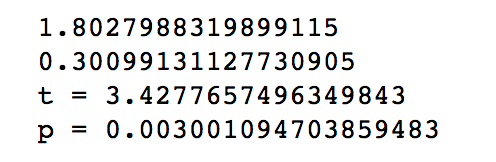 1.8027988319899115
0.30099131127730905
t = 3.4277657496349843
p = 0.003001094703859483